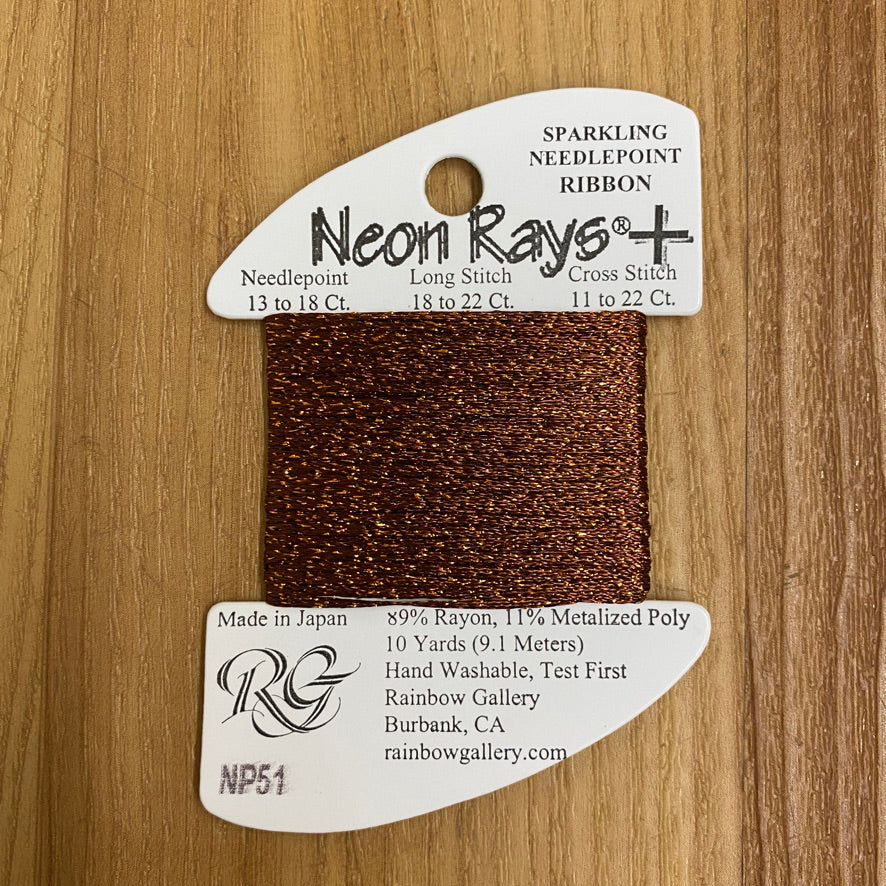 SPARKLING
NEEDLEPOINT
RIBBON
Neon Rays®+
Needlepoint Long Stitch Cross Stitch
13 to 18 Ct. 18 to 22 Ct. 11 to 22 Ct.
Made in Japan 89% Rayon, 11% Metalized Poly
10 Yards (9.1 Meters)
Hand Washable, Test First
RG Rainbow Gallery
Burbank, CA
rainbowgallery.com
NP51